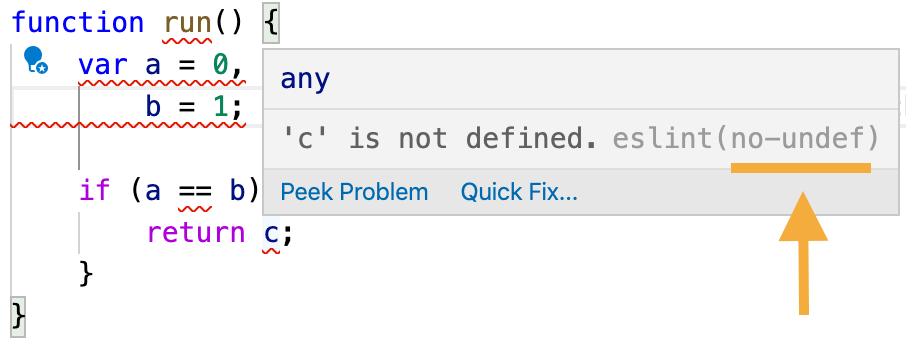 function run() {
var a = 0,
b = 1;
any
'c' is not defined. eslint(no-undef)
Peek Problem Quick Fix...
if (a == b)
return c;
}
}